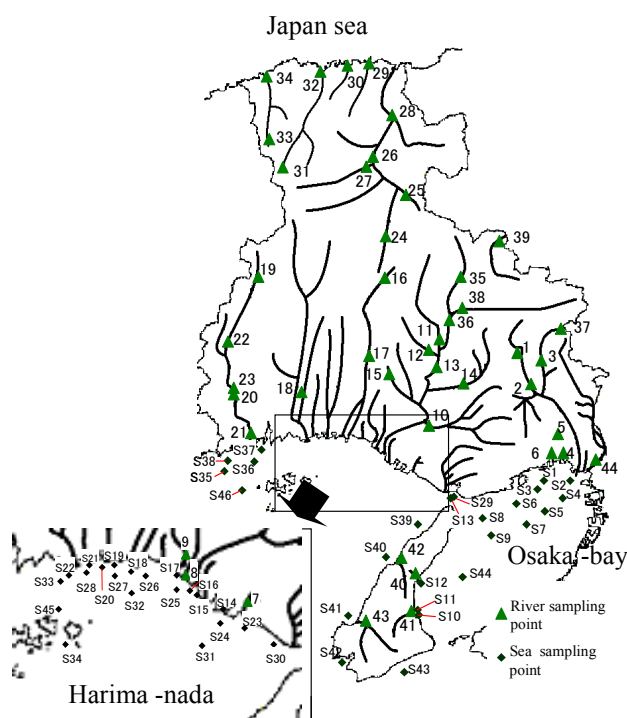 Japan sea
29
30
32
34
28
33
26
31
27
25
39
24
19
16
35
38
36
37
22
11
1
12
3
17
13
15
14
2
23
18
20
10
5
21
S37
6
4
44
S38
S36
S1
S2
S35
S3
S4
S46
S29
S6
S5
S13
S8
S39
S7
S9
Osaka -bay
9
42
S40
S21
S19
S18
S17
8
S16
40
S12
S44
S22
S33
S28
S27
S26
S25
S15
S14
7
S11
River sampling
point
S20
S32
S45
S24
S23
S41
43
41
S10
S34
S31
S30
S42
S43
Sea sampling
point
Harima -nada